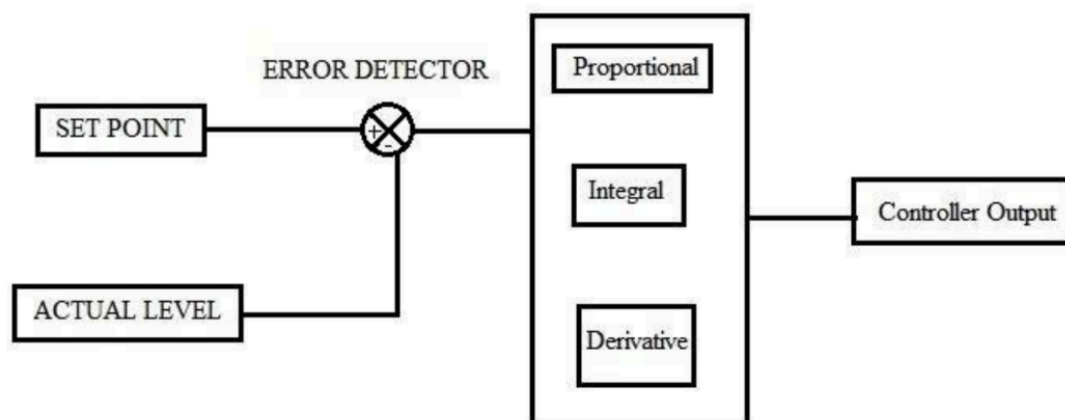 ERROR DETECTOR
Proportional
SET POINT
+
-
Integral
Controller Output
ACTUAL LEVEL
Derivative